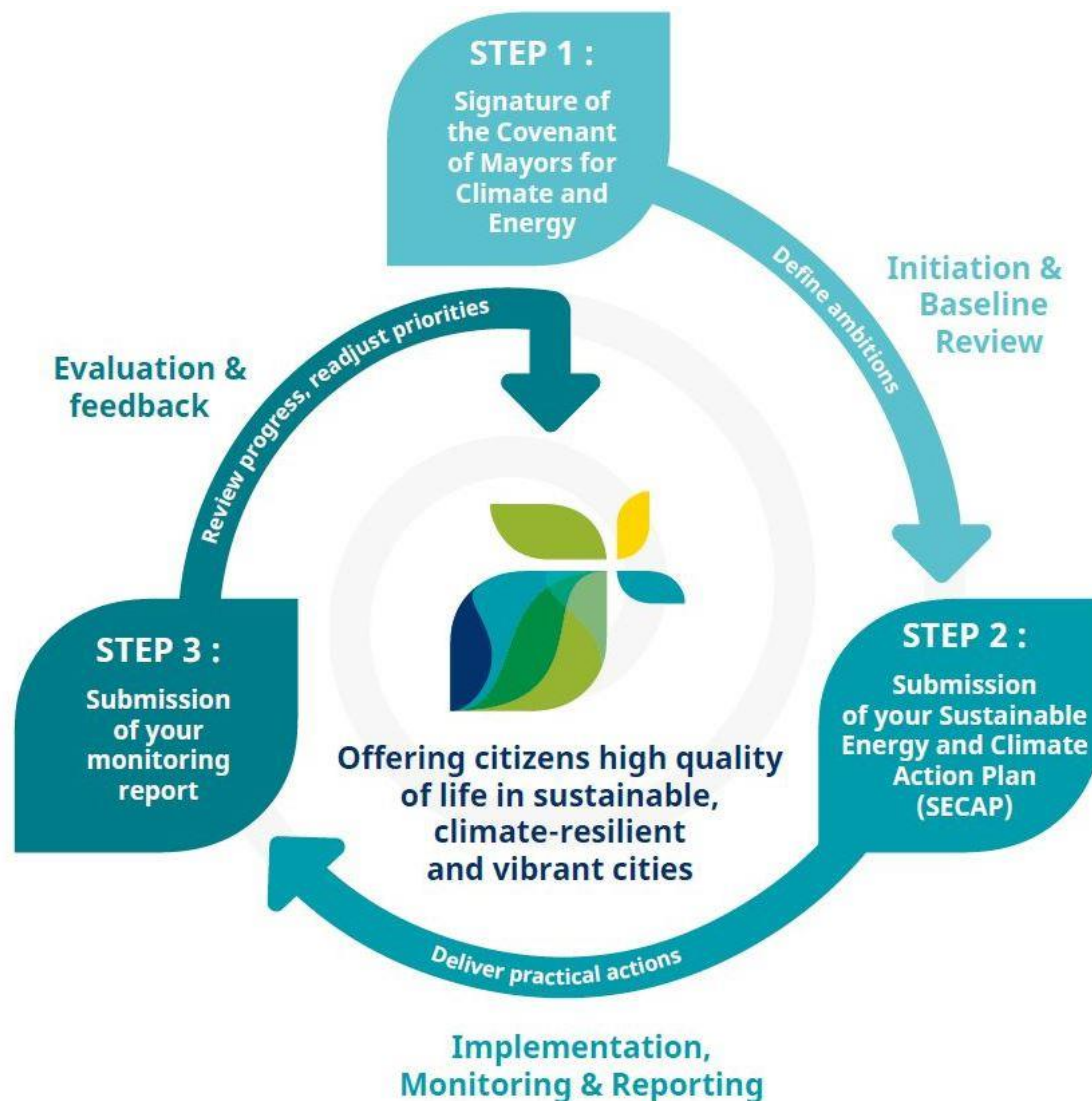 STEP 1 :
Signature of
the Covenant
of Mayors for
Climate and
Energy
Define ambitions
Initiation &
Baseline
Review
STEP 2 :
Submission
of your Sustainable
Energy and Climate
Action Plan
(SECAP)
Deliver practical actions
Implementation,
Monitoring & Reporting
STEP 3 :
Submission
of your
monitoring
report
Review progress, readjust priorities
Evaluation &
feedback
Offering citizens high quality
of life in sustainable,
climate-resilient
and vibrant cities